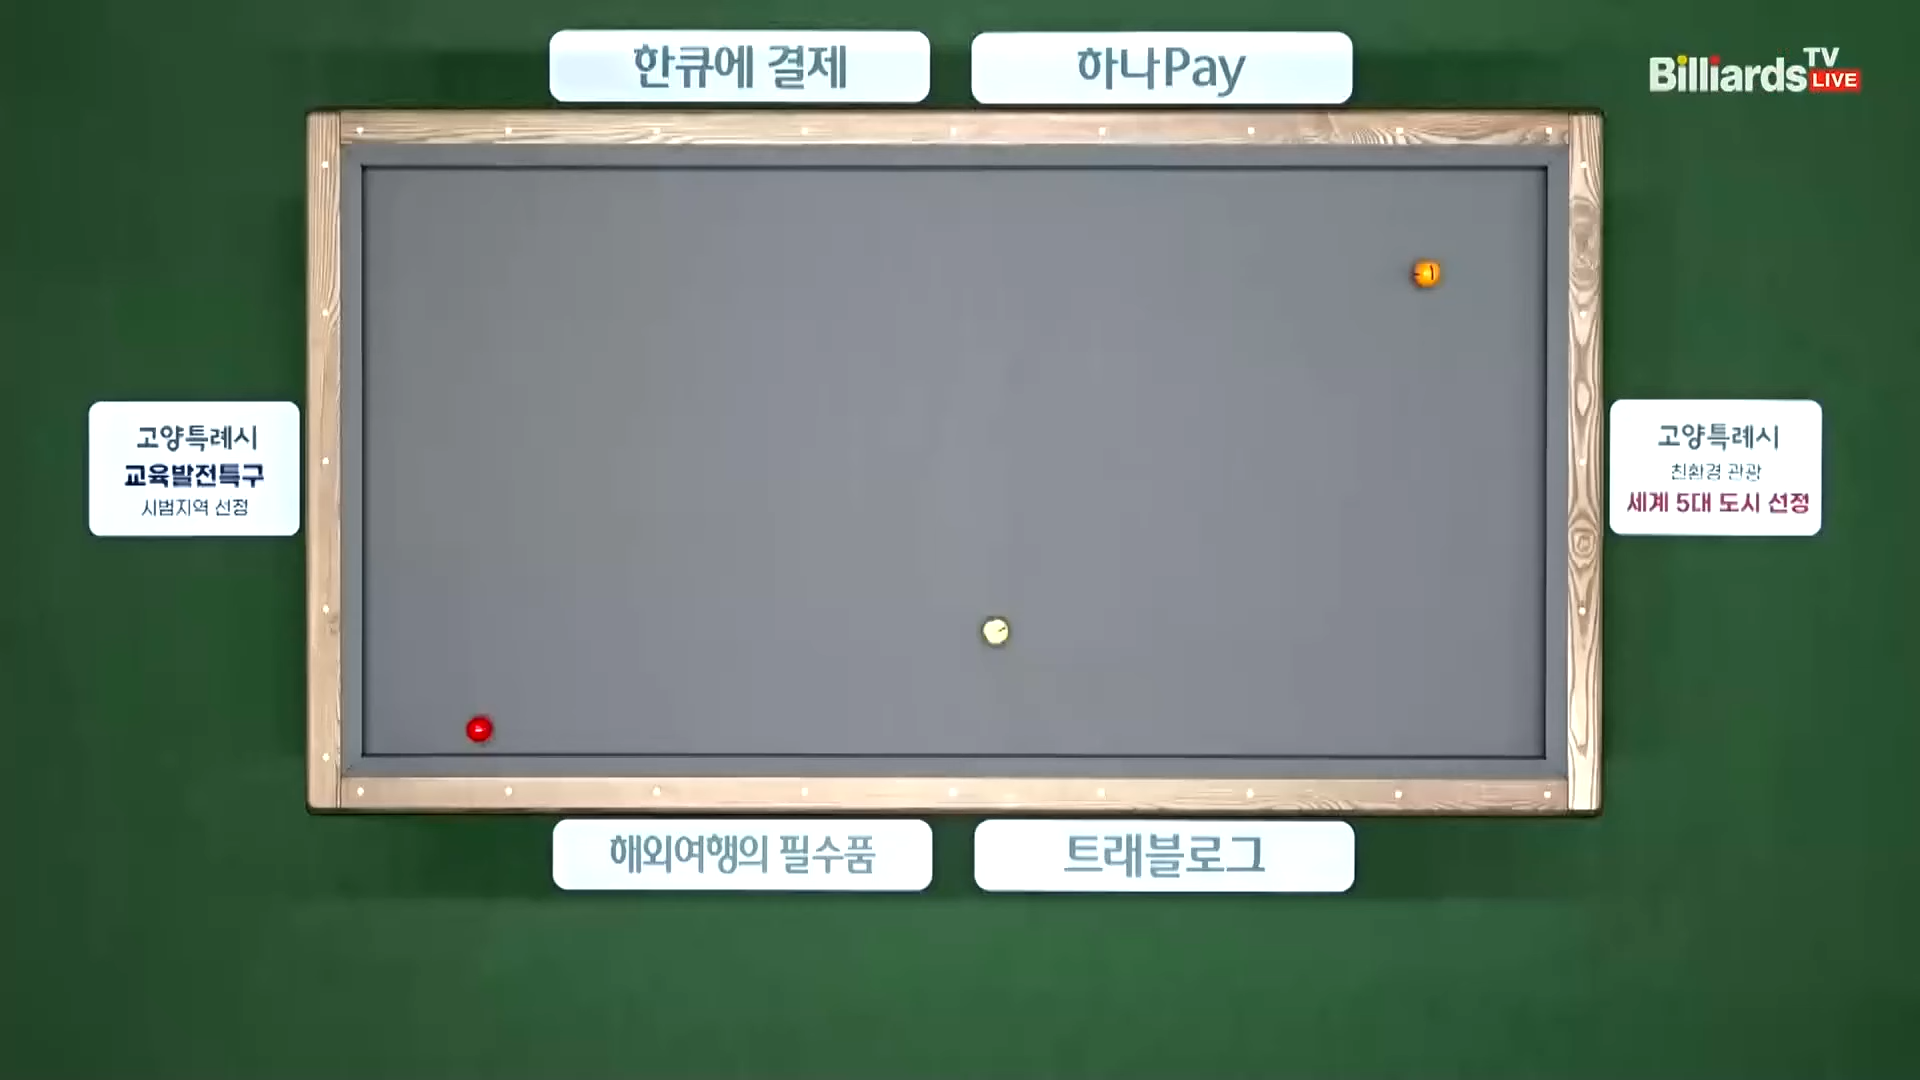 한큐에 결제
하나Pay
BilliardsTV
LIVE
고양특례시
교육발전특구
시범지역 선정
고양특례시
친환경 관광
세계 5대 도시 선정
해외여행의 필수품
트래블로그